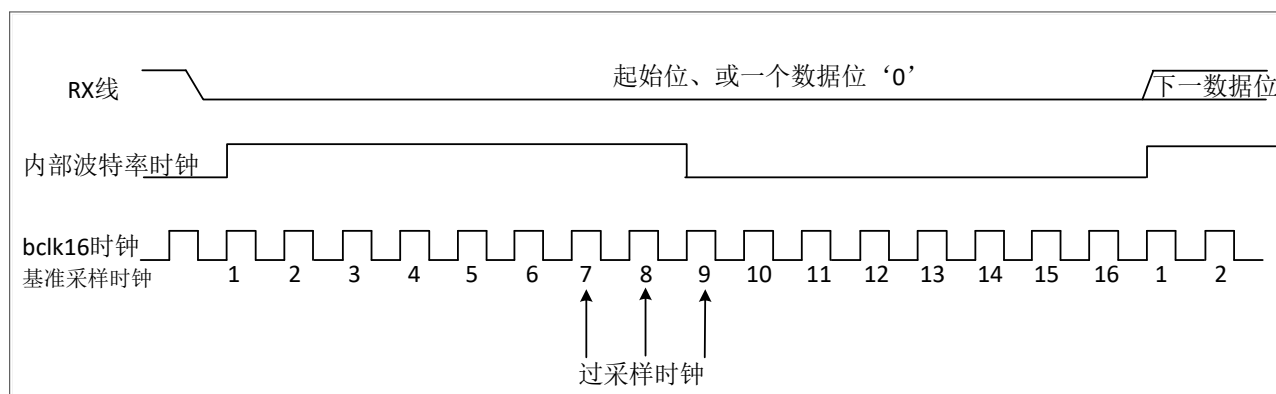 RX线
起始位、或一个数据位‘0’
下一数据位
内部波特率时钟
bclk16时钟
基准采样时钟
1 2 3 4 5 6 7 8 9 10 11 12 13 14 15 16 1 2
过采样时钟